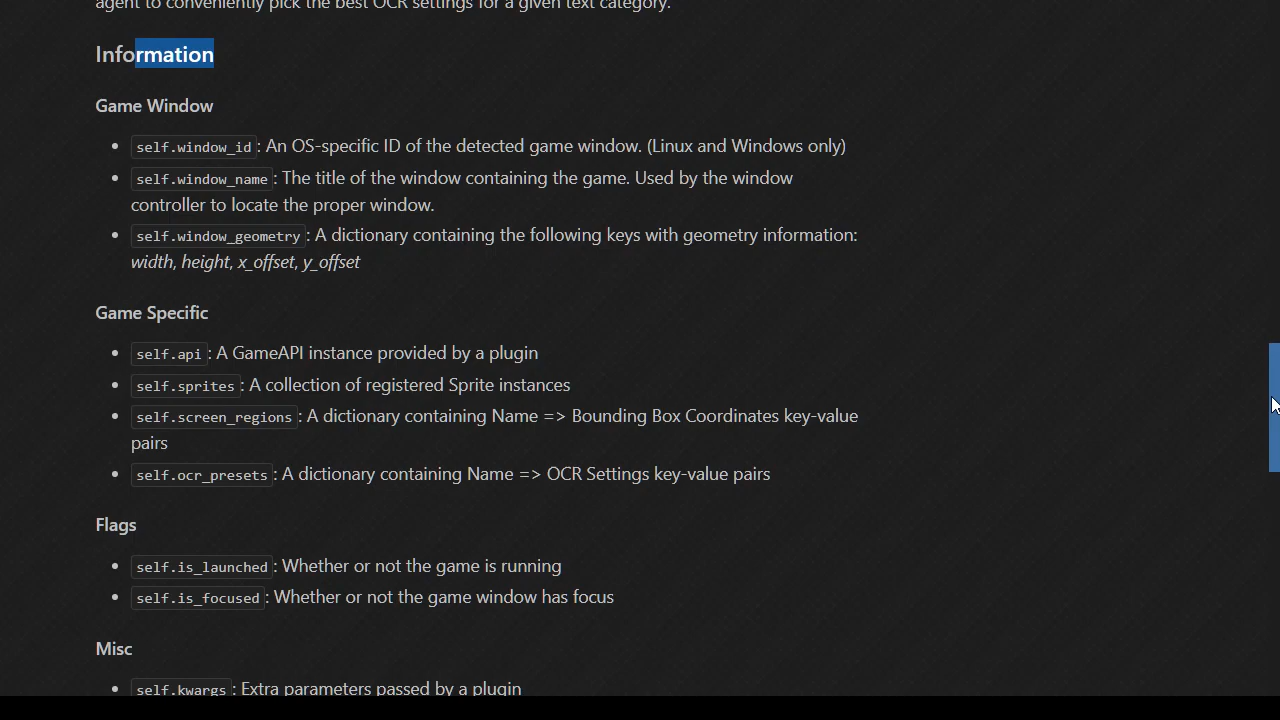 agent to conveniently pick the best OCR settings for a given text category.
Information
Game Window
self.window_id: An OS-specific ID of the detected game window. (Linux and Windows only)
self.window_name: The title of the window containing the game. Used by the window
controller to locate the proper window.
self.window_geometry: A dictionary containing the following keys with geometry information:
width, height, x_offset, y_offset
Game Specific
self.api: A GameAPI instance provided by a plugin
self.sprites: A collection of registered Sprite instances
self.screen_regions: A dictionary containing Name => Bounding Box Coordinates key-value
pairs
self.ocr_presets: A dictionary containing Name => OCR Settings key-value pairs
Flags
self.is_launched: Whether or not the game is running
self.is_focused: Whether or not the game window has focus
Misc
self.kwargs: Extra parameters passed by a plugin